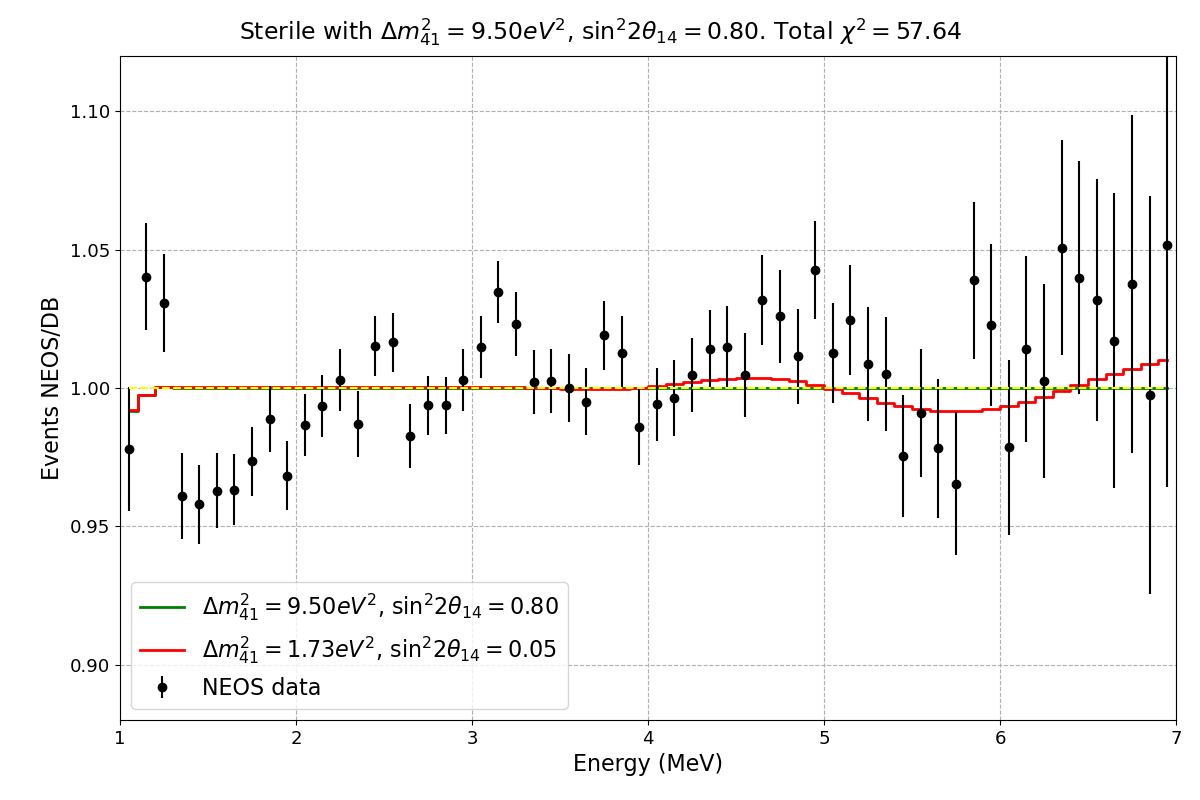 Sterile with Δm²₄₁ = 9.50eV², sin²2θ₁₄ = 0.80. Total χ² = 57.64
Events NEOS/DB
1.10
1.05
1.00
0.95
0.90
Δm²₄₁ = 9.50eV², sin²2θ₁₄ = 0.80
Δm²₄₁ = 1.73eV², sin²2θ₁₄ = 0.05
NEOS data
1 2 3 4 5 6 7
Energy (MeV)